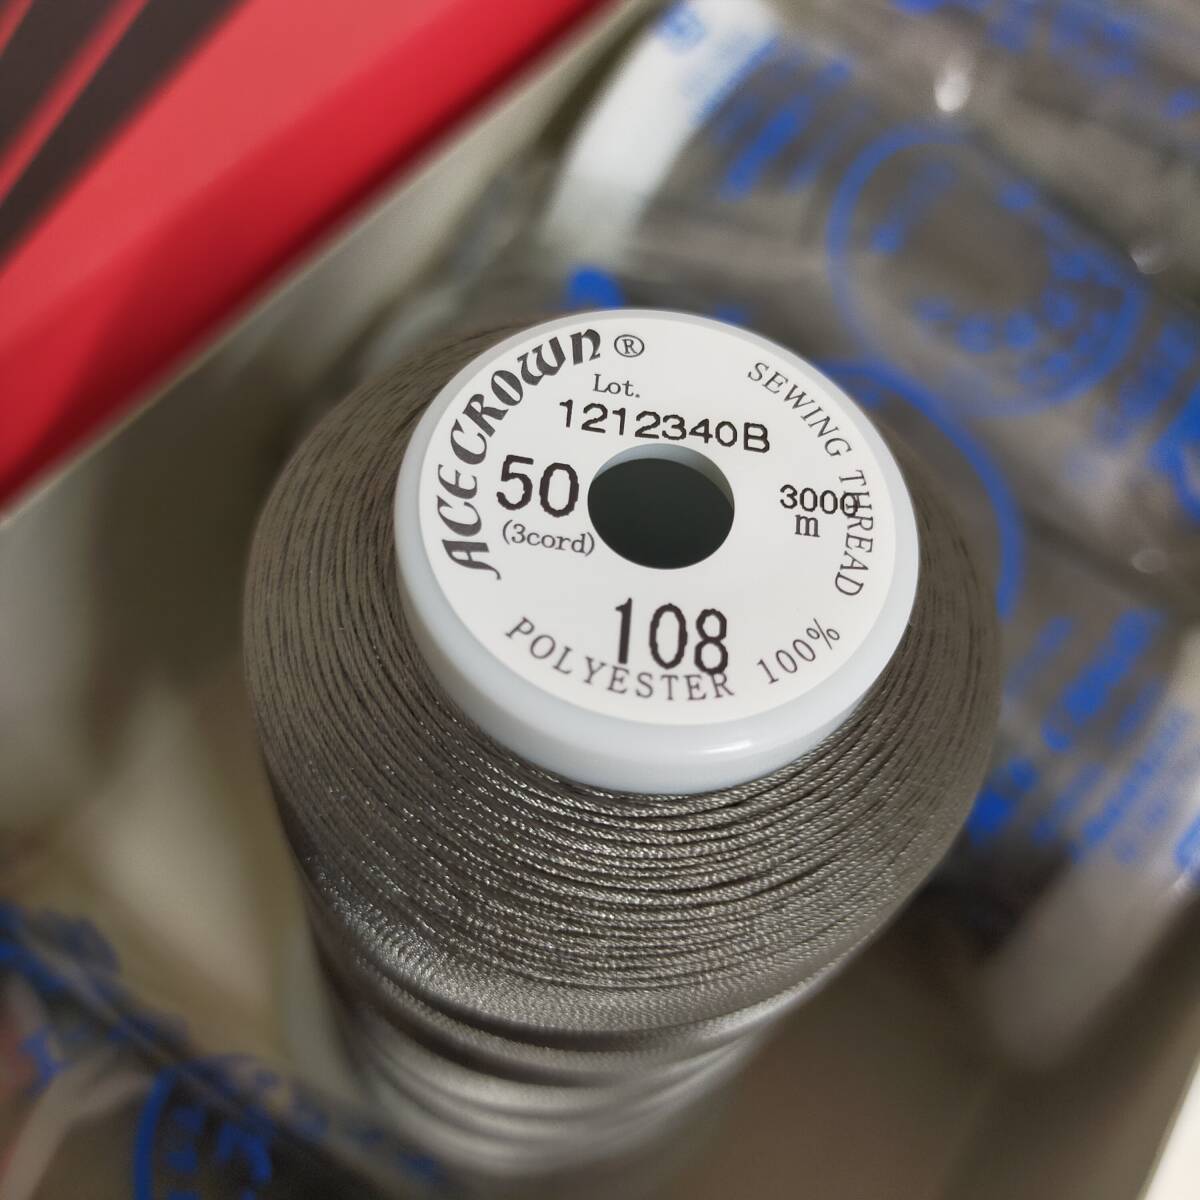 ACECROWN ®
SEWING THREAD
Lot.
1212340B
50
(3cord)
3000
m
108
POLYESTER 100%